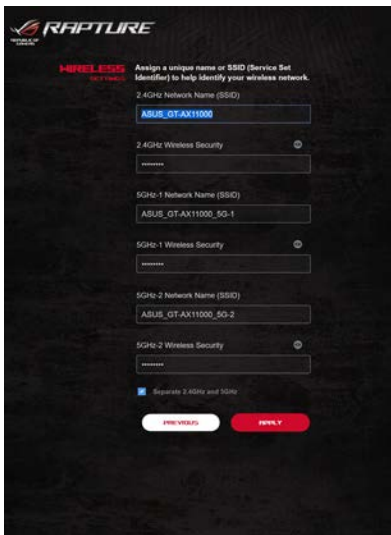 RAPTURE
REPUBLIC OF
GAMERS
WIRELESS
SETTINGS
Assign a unique name or SSID (Service Set
Identifier) to help identify your wireless network.
2.4GHz Network Name (SSID)
ASUS_GT-AX11000
2.4GHz Wireless Security
••••••••
5GHz-1 Network Name (SSID)
ASUS_GT-AX11000_5G-1
5GHz-1 Wireless Security
••••••••
5GHz-2 Network Name (SSID)
ASUS_GT-AX11000_5G-2
5GHz-2 Wireless Security
••••••••
Separate 2.4GHz and 5GHz
PREVIOUS
APPLY